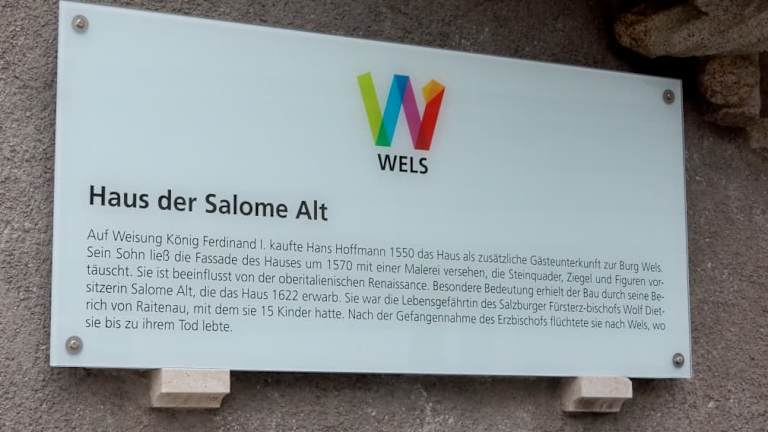 WELS
Haus der Salome Alt
Auf Weisung König Ferdinand I. kaufte Hans Hoffmann 1550 das Haus als zusätzliche Gästeunterkunft zur Burg Wels.
Sein Sohn ließ die Fassade des Hauses um 1570 mit einer Malerei versehen, die Steinquader, Ziegel und Figuren vor-
täuscht. Sie ist beeinflusst von der oberitalienischen Renaissance. Besondere Bedeutung erhielt der Bau durch seine Be-
sitzerin Salome Alt, die das Haus 1622 erwarb. Sie war die Lebensgefährtin des Salzburger Fürsterz-bischofs Wolf Diet-
rich von Raitenau, mit dem sie 15 Kinder hatte. Nach der Gefangennahme des Erzbischofs flüchtete sie nach Wels, wo
sie bis zu ihrem Tod lebte.